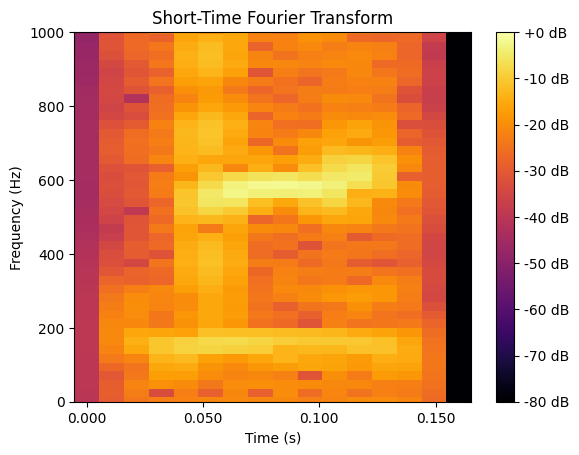 Short-Time Fourier Transform
1000
800
600
400
200
0
Frequency (Hz)
0.000
0.050
0.100
0.150
Time (s)
+0 dB
-10 dB
-20 dB
-30 dB
-40 dB
-50 dB
-60 dB
-70 dB
-80 dB